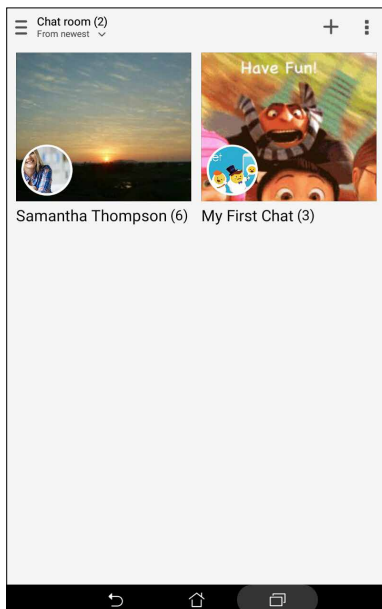 Chat room (2)
From newest
Have Fun!
Samantha Thompson (6)
My First Chat (3)